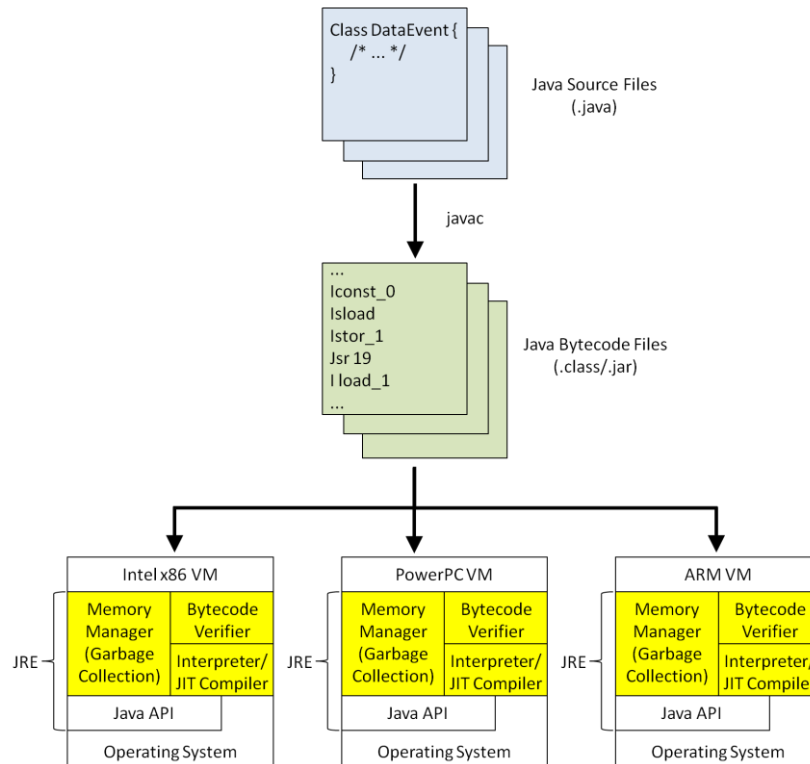 Class DataEvent {
/* ... */
}
Java Source Files
(.java)
javac
...
Iconst_0
Isload
Istor_1
Jsr 19
I load_1
...
Java Bytecode Files
(.class/.jar)
Intel x86 VM
JRE
Memory
Manager
(Garbage
Collection)
Bytecode
Verifier
Interpreter/
JIT Compiler
Java API
Operating System
PowerPC VM
JRE
Memory
Manager
(Garbage
Collection)
Bytecode
Verifier
Interpreter/
JIT Compiler
Java API
Operating System
ARM VM
JRE
Memory
Manager
(Garbage
Collection)
Bytecode
Verifier
Interpreter/
JIT Compiler
Java API
Operating System